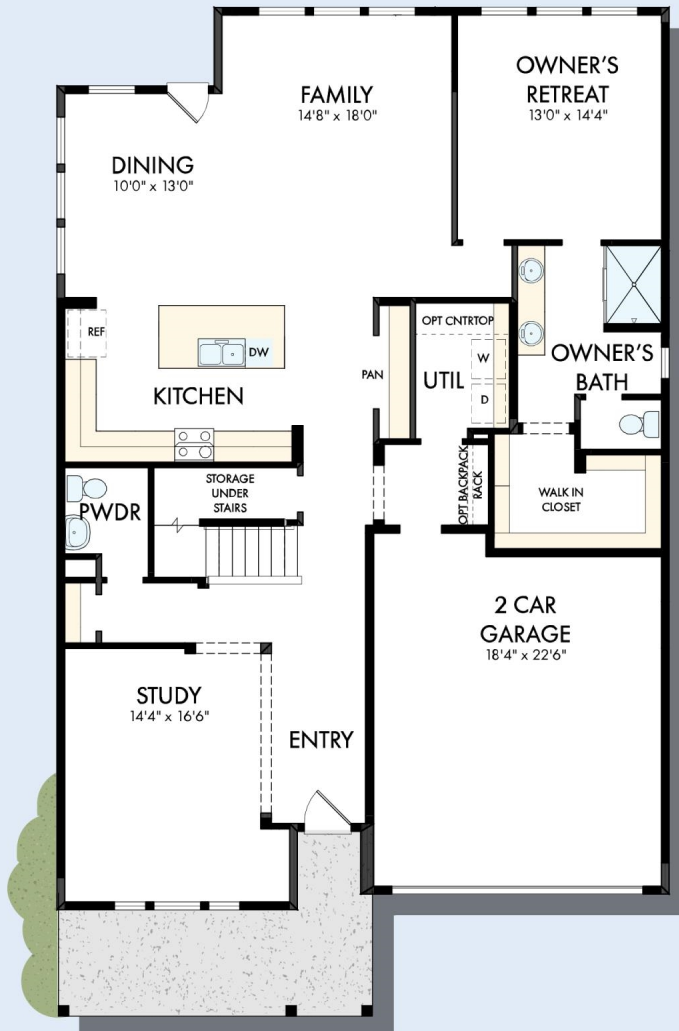 OWNER'S
RETREAT
13'0" x 14'4"
FAMILY
14'8" x 18'0"
DINING
10'0" x 13'0"
REF
DW
KITCHEN
PAN
OPT CNTRTOP
W
UTIL
D
OWNER'S
BATH
STORAGE
UNDER
STAIRS
PWDR
OPT BACKPACK
RACK
WALK IN
CLOSET
2 CAR
GARAGE
18'4" x 22'6"
STUDY
14'4" x 16'6"
ENTRY